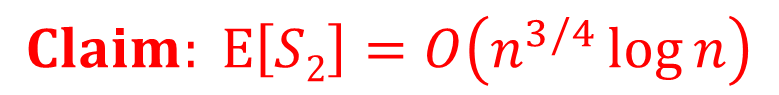 Claim: E[S₂] = O(n^{3/4} log n)